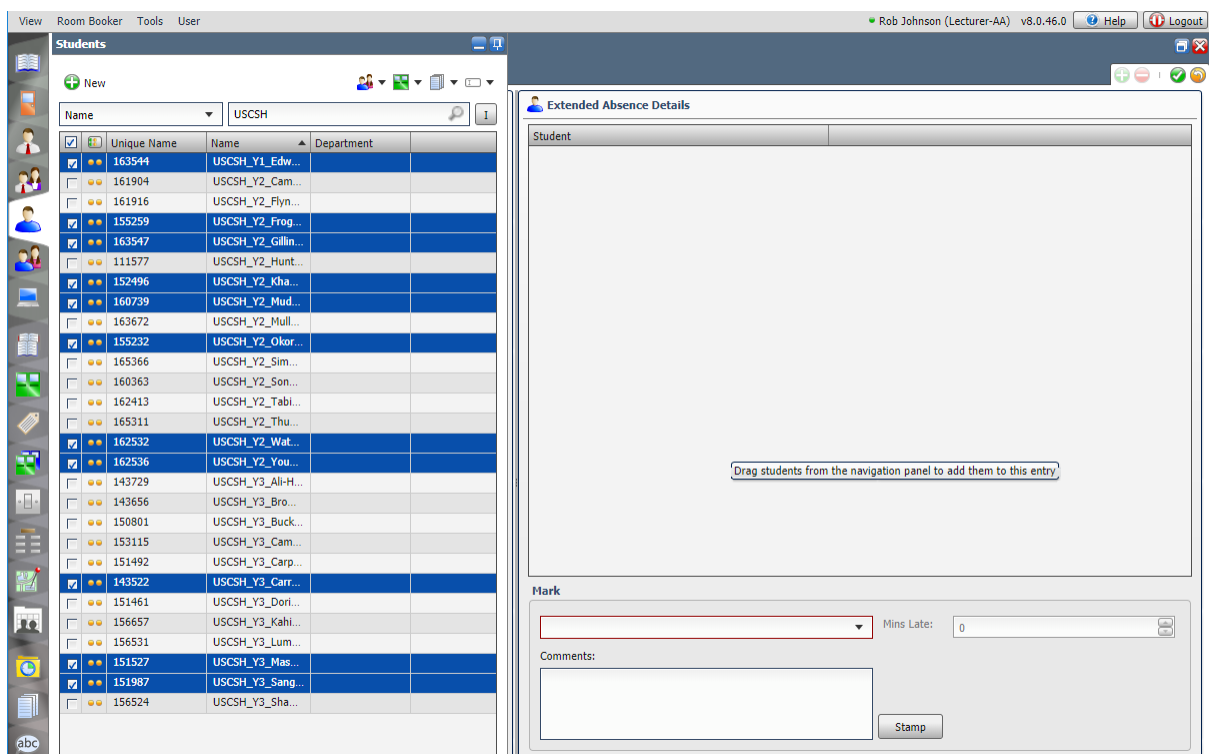 View Room Booker Tools User Rob Johnson (Lecturer-AA) v8.0.46.0 Help Logout
Students
New
Name USCSH I
Unique Name Name Department
163544 USCSH_Y1_Edw...
161904 USCSH_Y2_Cam...
161916 USCSH_Y2_Flyn...
155259 USCSH_Y2_Frog...
163547 USCSH_Y2_Gillin...
111577 USCSH_Y2_Hunt...
152496 USCSH_Y2_Kha...
160739 USCSH_Y2_Mud...
163672 USCSH_Y2_Mull...
155232 USCSH_Y2_Okor...
165366 USCSH_Y2_Sim...
160363 USCSH_Y2_Son...
162413 USCSH_Y2_Tabi...
165311 USCSH_Y2_Thu...
162532 USCSH_Y2_Wat...
162536 USCSH_Y2_You...
143729 USCSH_Y3_Ali-H...
143656 USCSH_Y3_Bro...
150801 USCSH_Y3_Buck...
153115 USCSH_Y3_Cam...
151492 USCSH_Y3_Carp...
143522 USCSH_Y3_Carr...
151461 USCSH_Y3_Dori...
156657 USCSH_Y3_Kahi...
156531 USCSH_Y3_Lum...
151527 USCSH_Y3_Mas...
151987 USCSH_Y3_Sang...
156524 USCSH_Y3_Sha...
abc
Extended Absence Details
Student
Drag students from the navigation panel to add them to this entry
Mark
Mins Late: 0
Comments:
Stamp